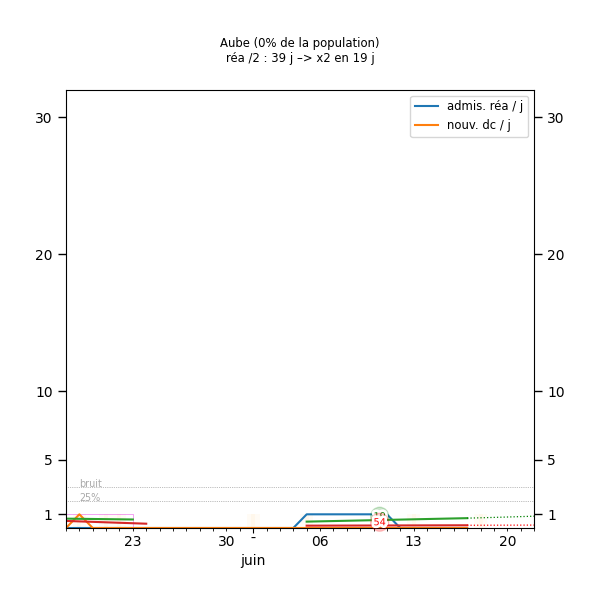 Aube (0% de la population)
réa /2 : 39 j –> x2 en 19 j
admis. réa / j
nouv. dc / j
30 30
20 20
10 10
5 5
bruit
25%
1 1
54
23 30 06 13 20
juin